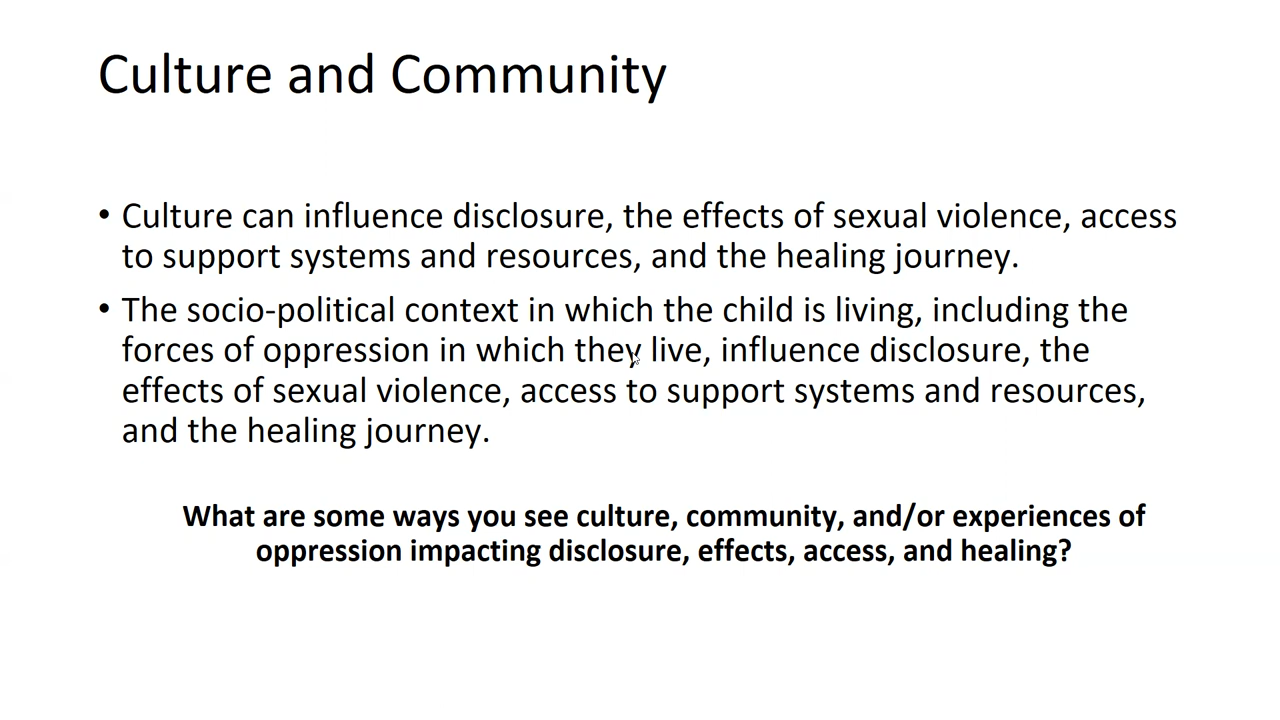 Culture and Community
• Culture can influence disclosure, the effects of sexual violence, access
to support systems and resources, and the healing journey.
• The socio-political context in which the child is living, including the
forces of oppression in which they live, influence disclosure, the
effects of sexual violence, access to support systems and resources,
and the healing journey.
What are some ways you see culture, community, and/or experiences of
oppression impacting disclosure, effects, access, and healing?